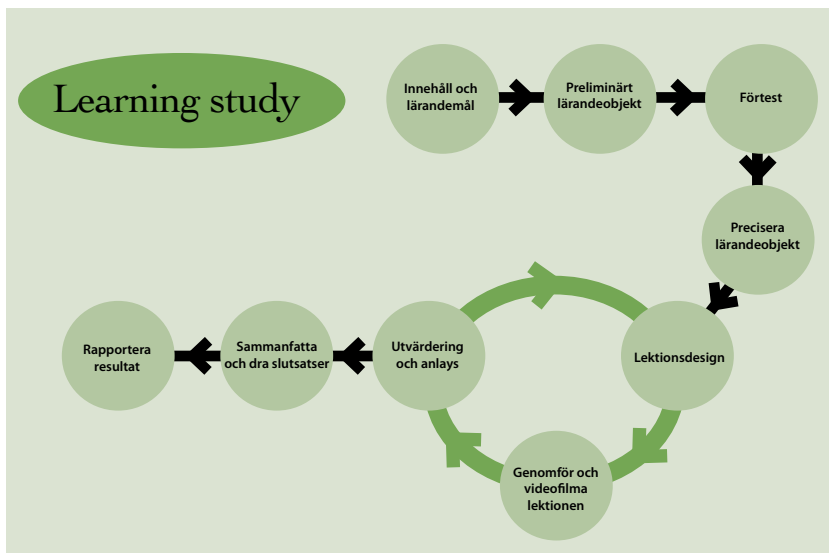 Learning study
Innehåll och
lärandemål
Preliminärt
lärandeobjekt
Förtest
Precisera
lärandeobjekt
Lektionsdesign
Genomför och
videofilma
lektionen
Utvärdering
och anlays
Sammanfatta
och dra slutsatser
Rapportera
resultat